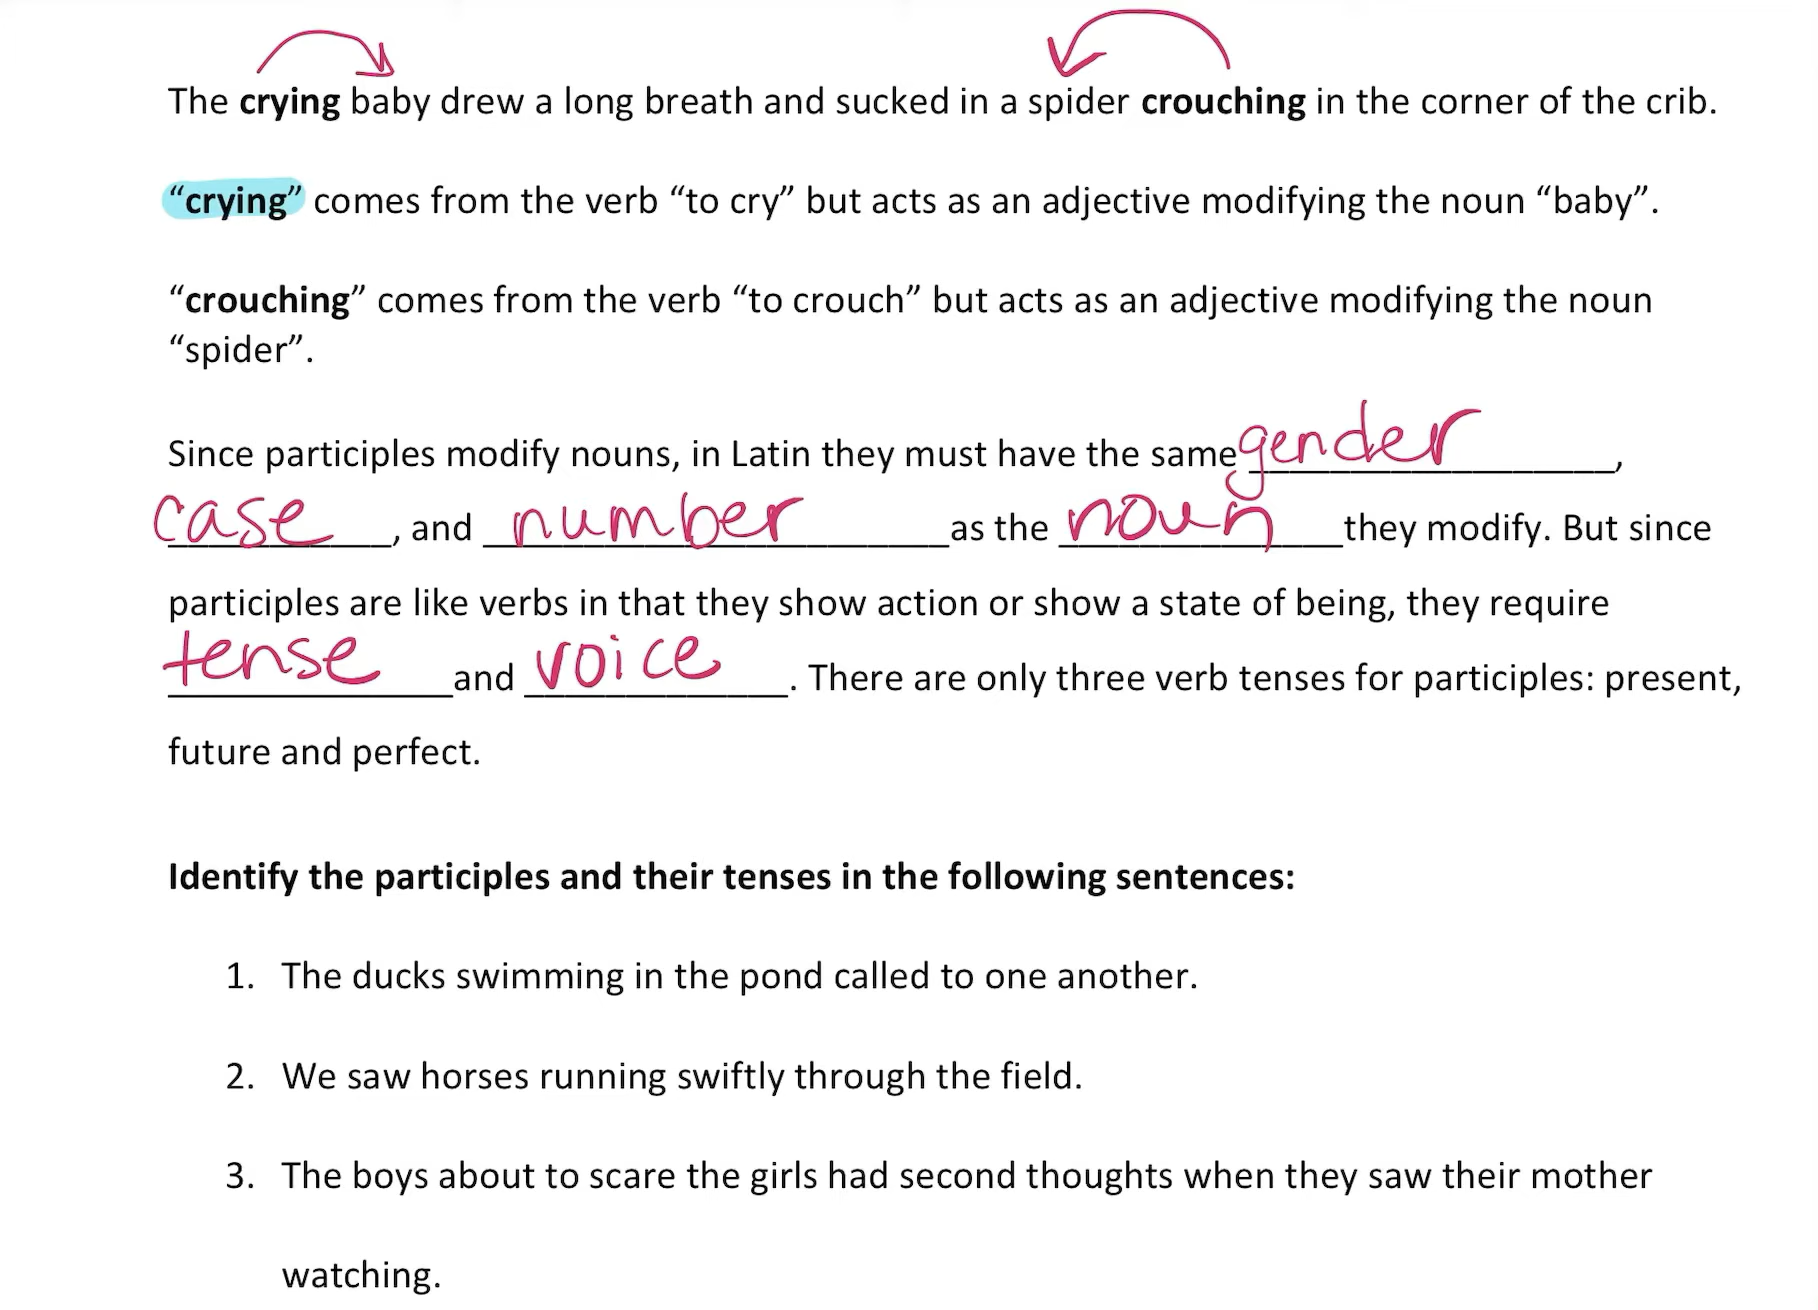 The crying baby drew a long breath and sucked in a spider crouching in the corner of the crib.
“crying” comes from the verb “to cry” but acts as an adjective modifying the noun “baby”.
“crouching” comes from the verb “to crouch” but acts as an adjective modifying the noun
“spider”.
Since participles modify nouns, in Latin they must have the same gender,
case, and number as the noun they modify. But since
participles are like verbs in that they show action or show a state of being, they require
tense and voice. There are only three verb tenses for participles: present,
future and perfect.
Identify the participles and their tenses in the following sentences:
1. The ducks swimming in the pond called to one another.
2. We saw horses running swiftly through the field.
3. The boys about to scare the girls had second thoughts when they saw their mother
watching.